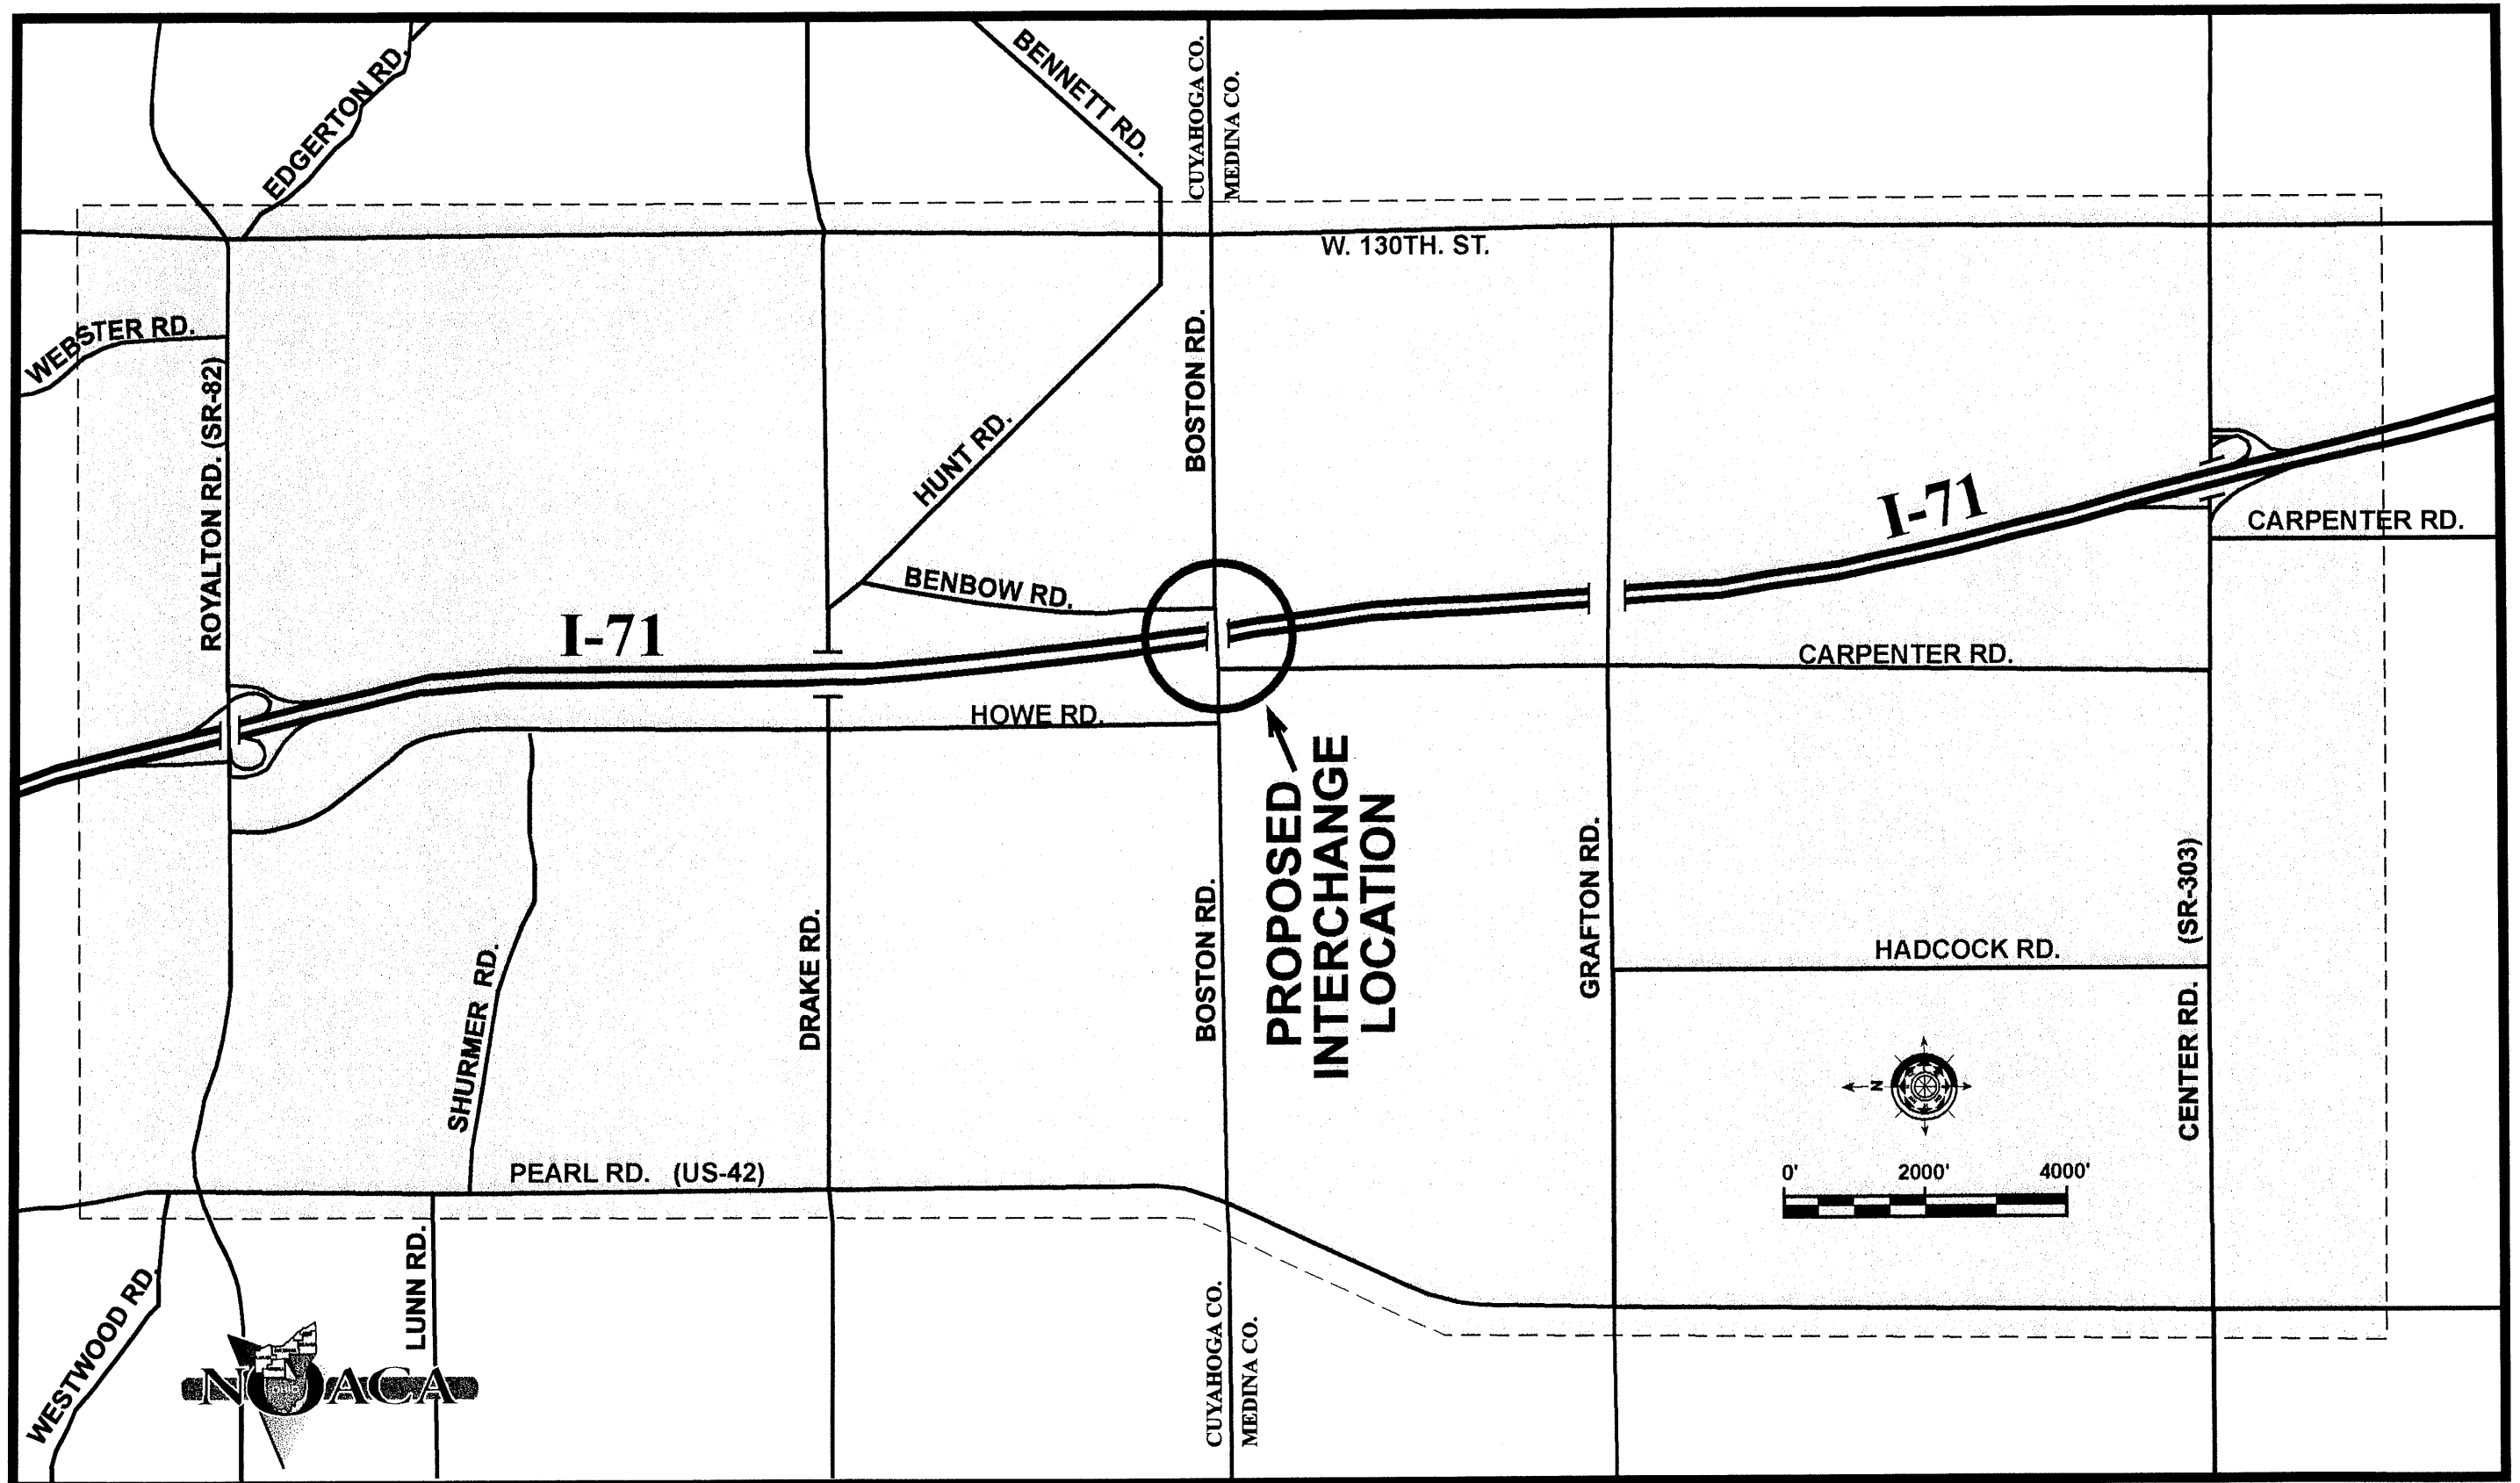 EDGERTON RD.
BENNETT RD.
CUYAHOGA CO.
MEDINA CO.
W. 130TH. ST.
WEBSTER RD.
ROYALTON RD. (SR-82)
BOSTON RD.
HUNT RD.
I-71
CARPENTER RD.
BENBOW RD.
I-71
CARPENTER RD.
HOWE RD.
PROPOSED
INTERCHANGE
LOCATION
SHURMER RD.
DRAKE RD.
BOSTON RD.
GRAFTON RD.
HADCOCK RD.
CENTER RD. (SR-303)
N
PEARL RD. (US-42)
0' 2000' 4000'
WESTWOOD RD.
LUNN RD.
CUYAHOGA CO.
MEDINA CO.
NOACA
OHIO